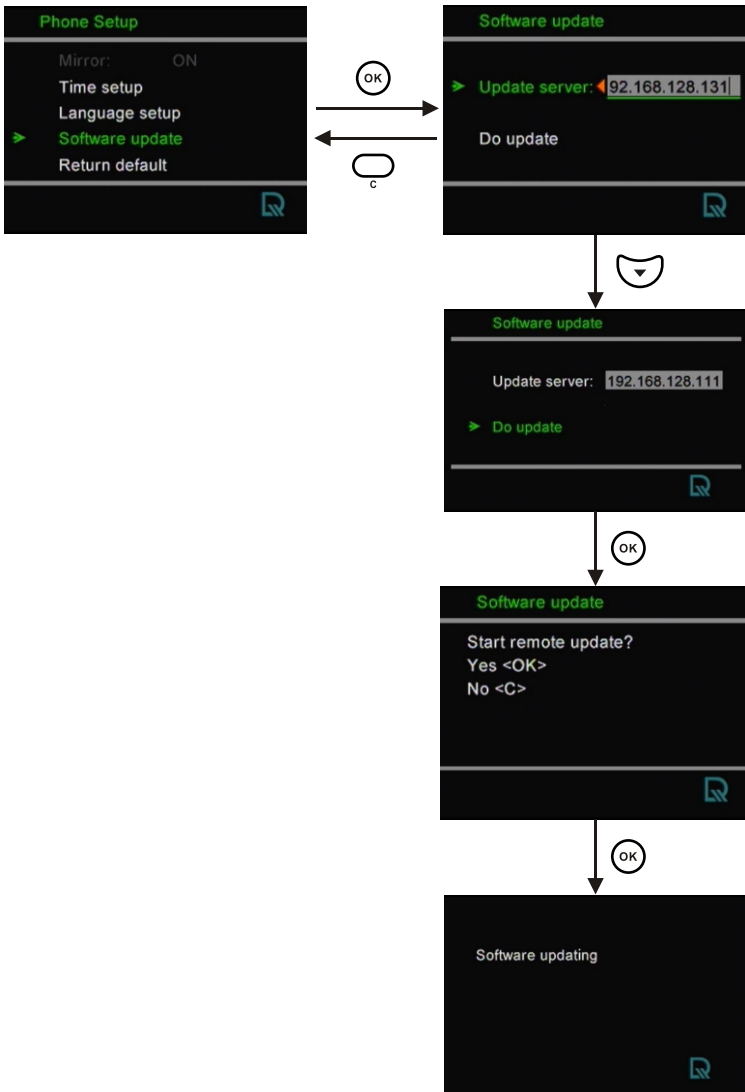 Phone Setup
Mirror: ON
Time setup
Language setup
Software update
Return default
OK
C
Software update
Update server: 92.168.128.131
Do update
Software update
Update server: 192.168.128.111
Do update
OK
Software update
Start remote update?
Yes <OK>
No <C>
OK
Software updating